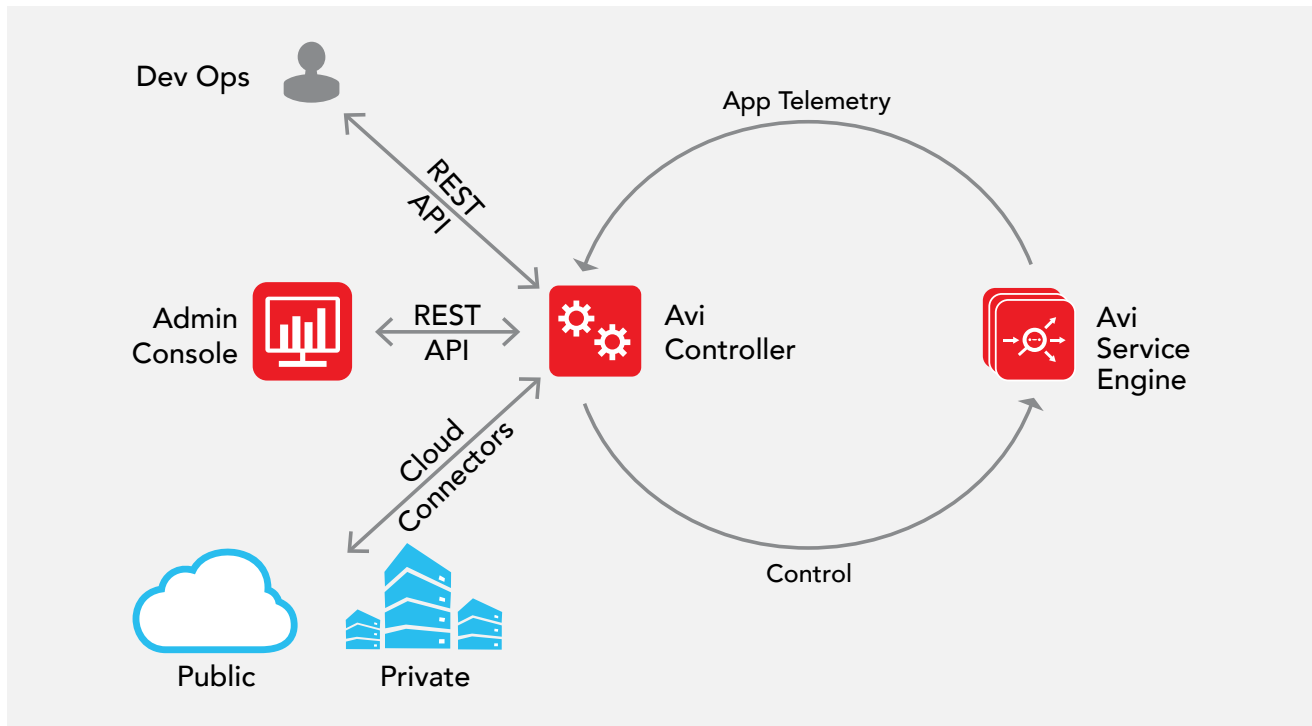 Dev Ops
App Telemetry
REST
API
Admin
Console
REST
API
Avi
Controller
Avi
Service
Engine
Cloud
Connectors
Control
Public
Private